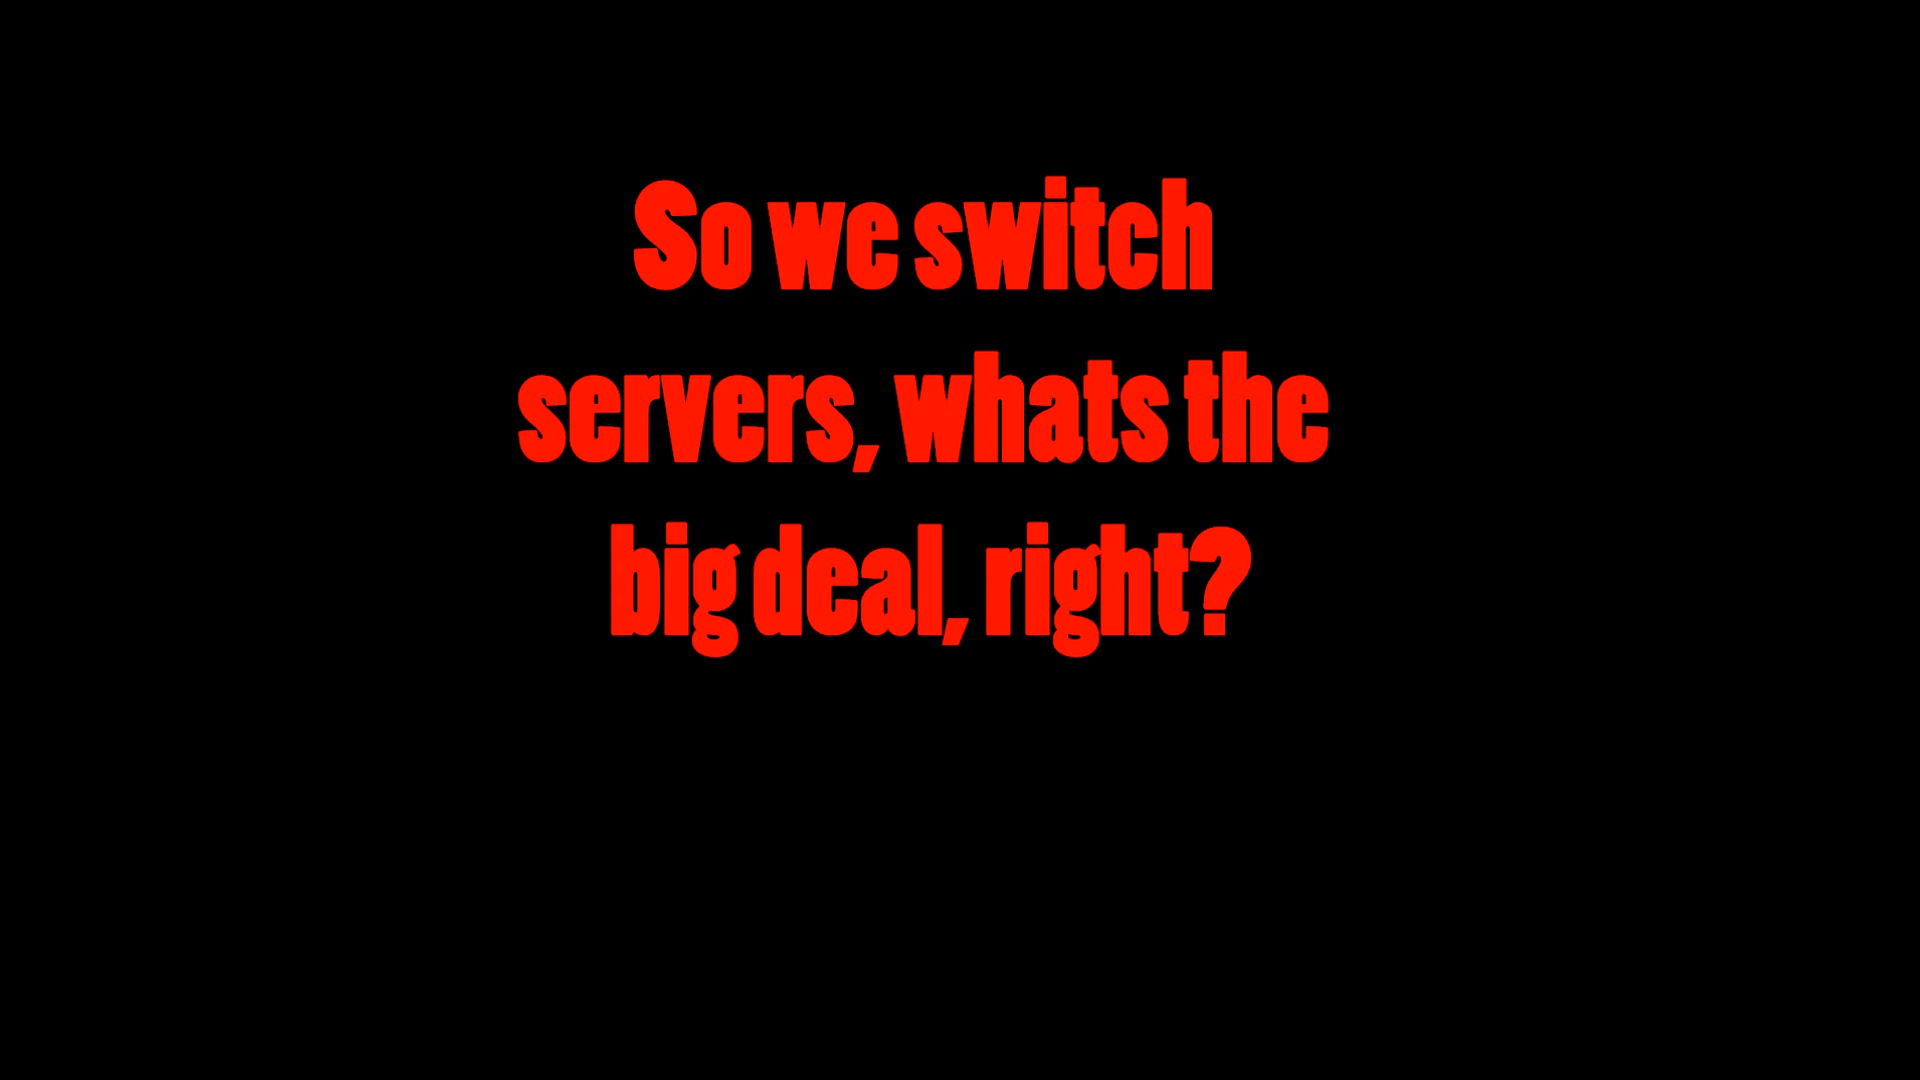 So we switch
servers, whats the
big deal, right?